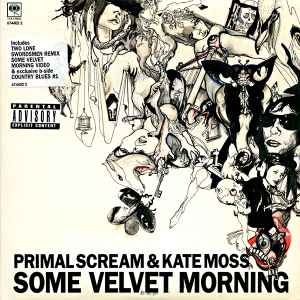 Includes
TWO LONE
SWORDSMEN REMIX
SOME VELVET
MORNING VIDEO
& exclusive b-side
COUNTRY BLUES #1
PARENTAL
ADVISORY
EXPLICIT CONTENT
PRIMAL SCREAM & KATE MOSS
SOME VELVET MORNING